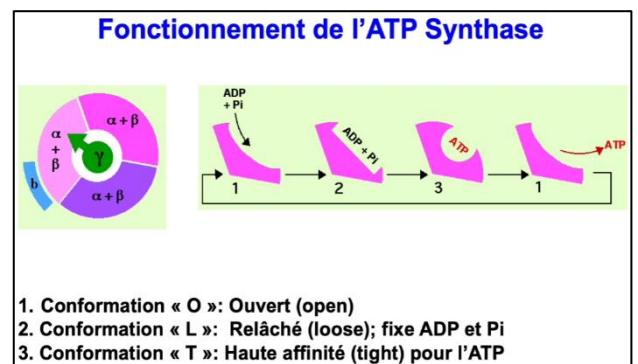 Fonctionnement de l'ATP Synthase
α + β
α
+
β
γ
α + β
b
ADP
+ Pi
1
ADP + Pi
2
ATP
3
ATP
1
1. Conformation « O »: Ouvert (open)
2. Conformation « L »:  Relâché (loose); fixe ADP et Pi
3. Conformation « T »: Haute affinité (tight) pour l'ATP